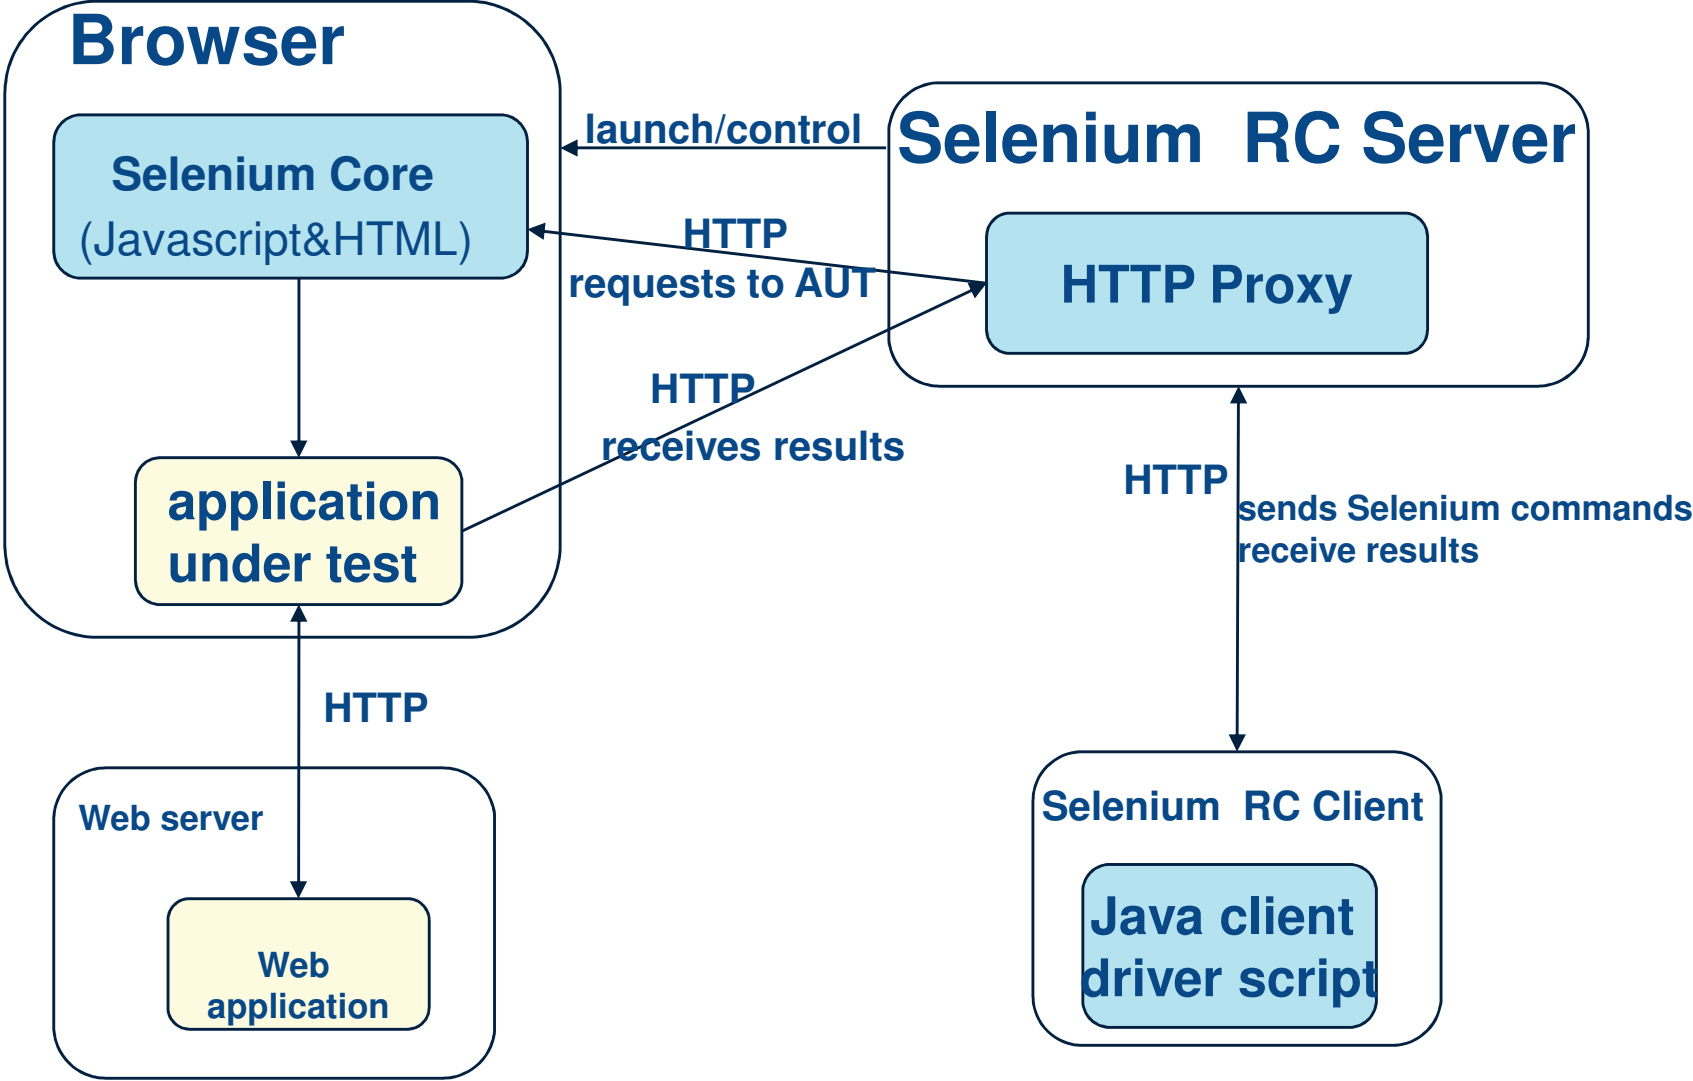 Browser
Selenium Core
(Javascript&HTML)
application
under test
launch/control
HTTP
requests to AUT
HTTP
receives results
Selenium RC Server
HTTP Proxy
HTTP
sends Selenium commands
receive results
HTTP
Web server
Web
application
Selenium RC Client
Java client
driver script